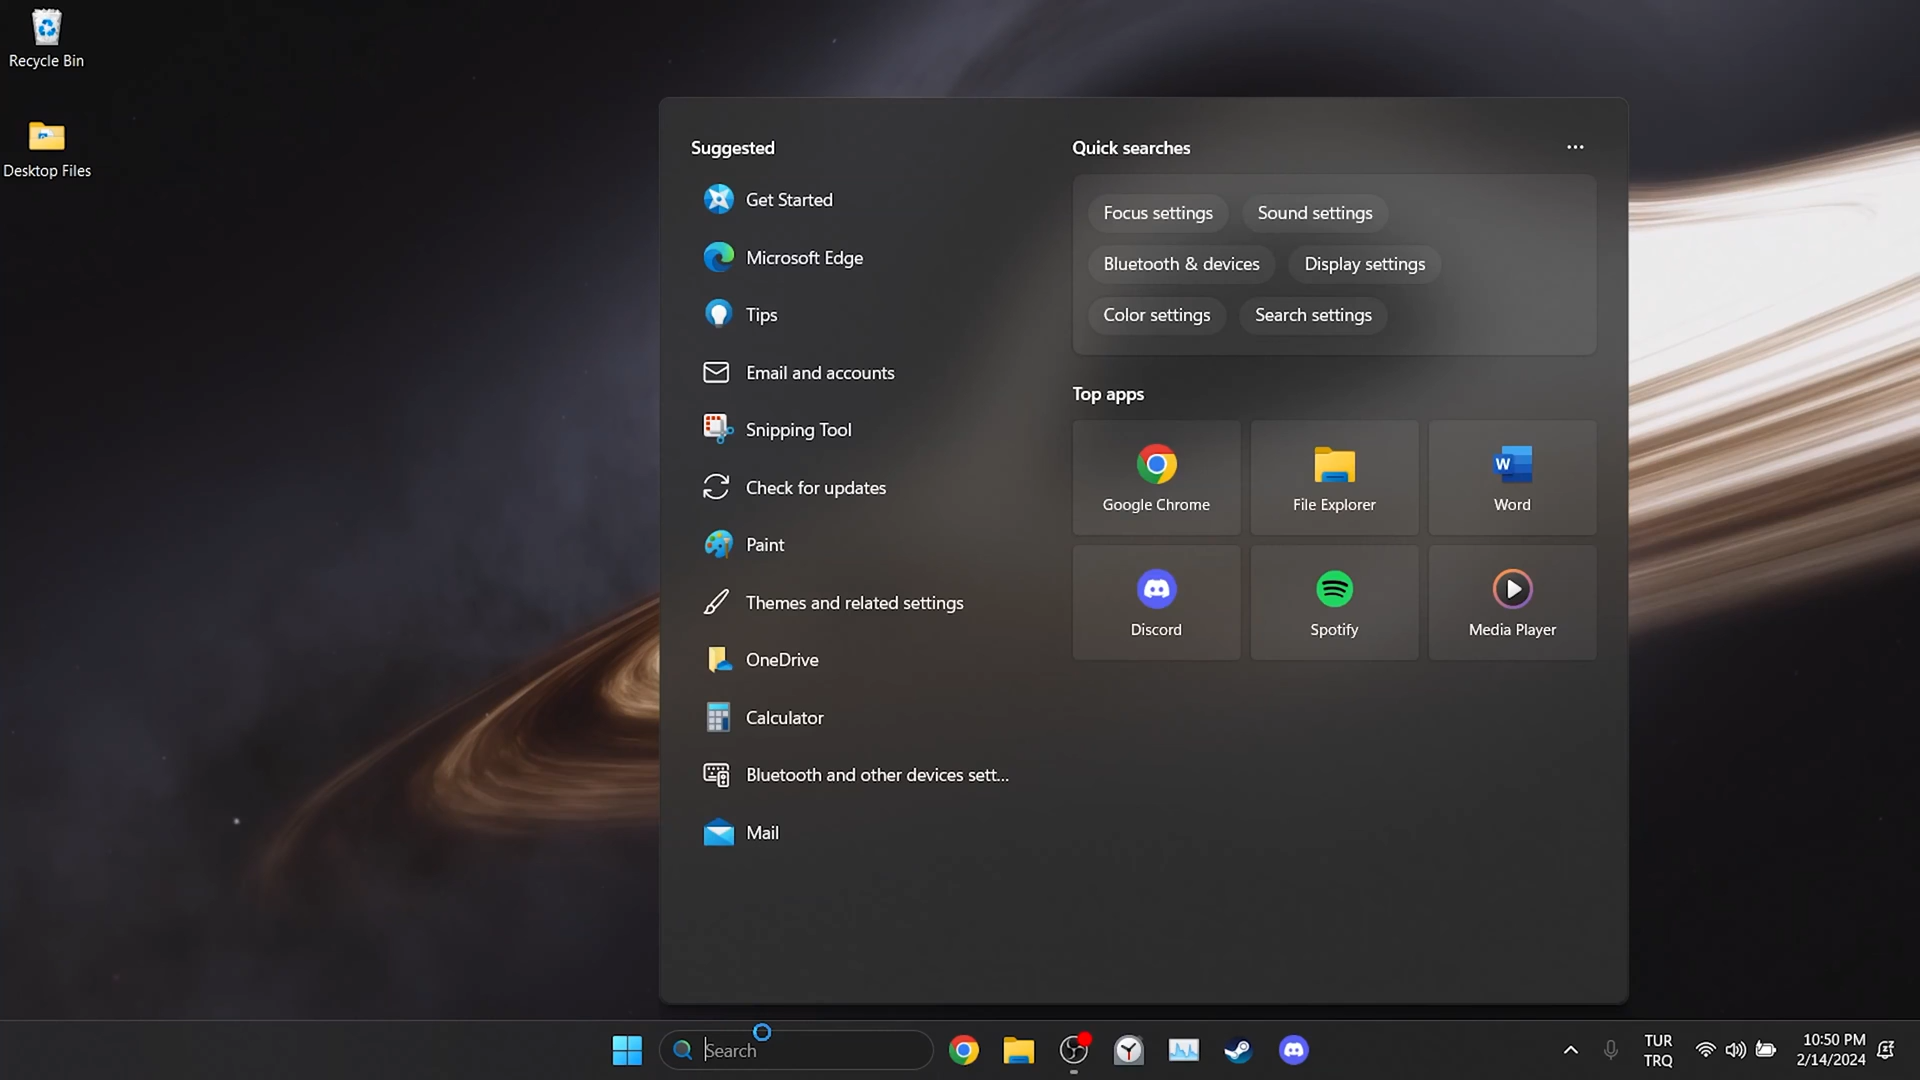 Recycle Bin
Desktop Files
Suggested
Get Started
Microsoft Edge
Tips
Email and accounts
Snipping Tool
Check for updates
Paint
Themes and related settings
OneDrive
Calculator
Bluetooth and other devices sett...
Mail
Quick searches
Focus settings
Sound settings
Bluetooth & devices
Display settings
Color settings
Search settings
Top apps
Google Chrome
File Explorer
W
Word
Discord
Spotify
Media Player
Search
TUR
TRQ
10:50 PM
2/14/2024